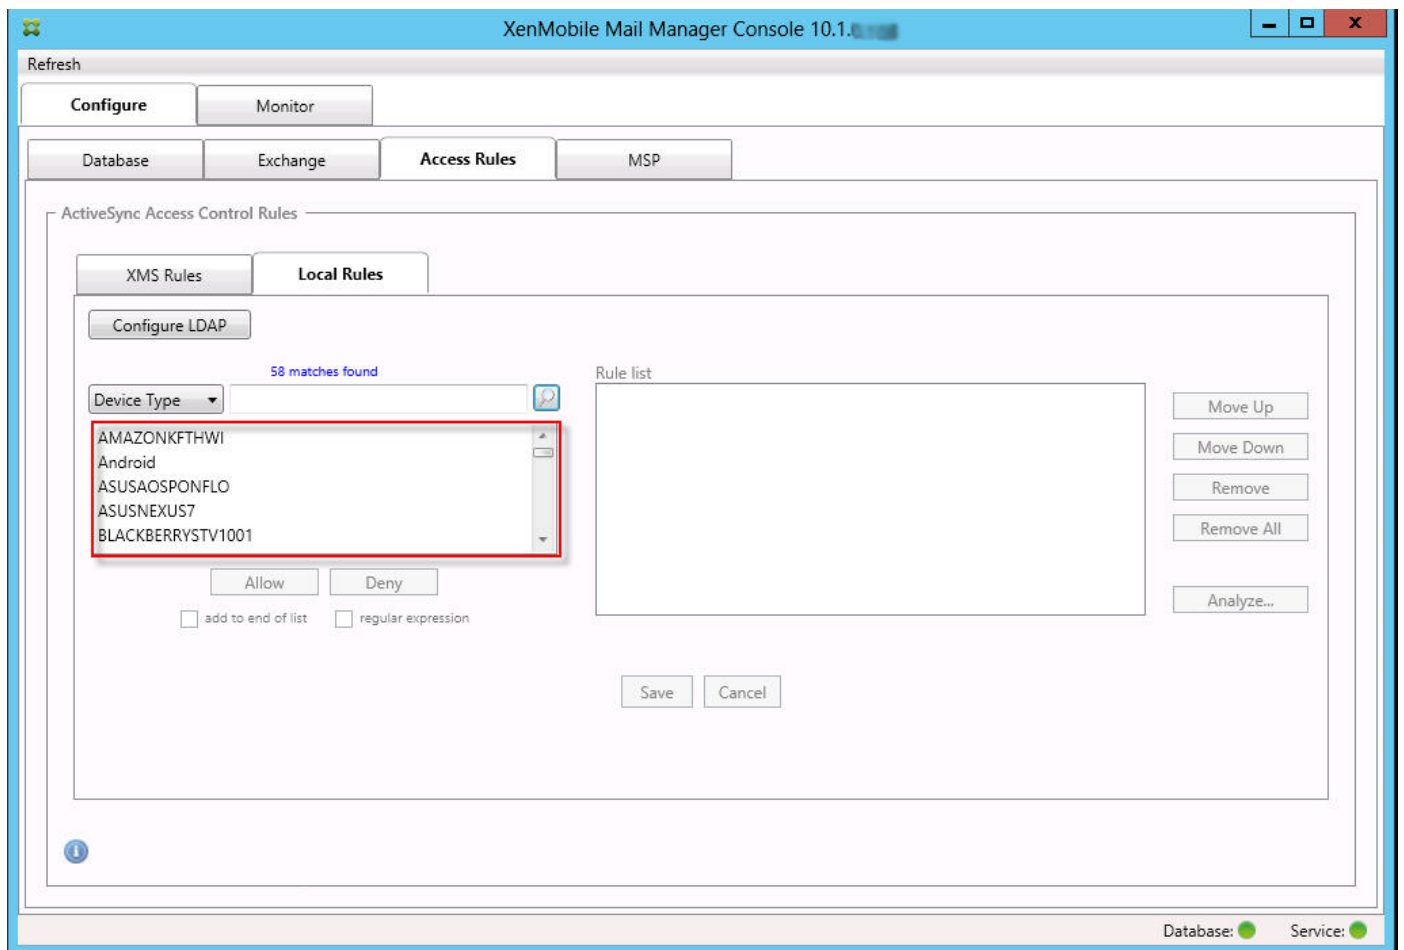 XenMobile Mail Manager Console 10.1.
Refresh
Configure Monitor
Database Exchange Access Rules MSP
ActiveSync Access Control Rules
XMS Rules Local Rules
Configure LDAP
58 matches found
Rule list
Device Type
AMAZONKFTHWI
Android
ASUSAOSPONFLO
ASUSNEXUS7
BLACKBERRYSTV1001
Allow Deny
add to end of list regular expression
Move Up
Move Down
Remove
Remove All
Analyze...
Save Cancel
Database: Service: